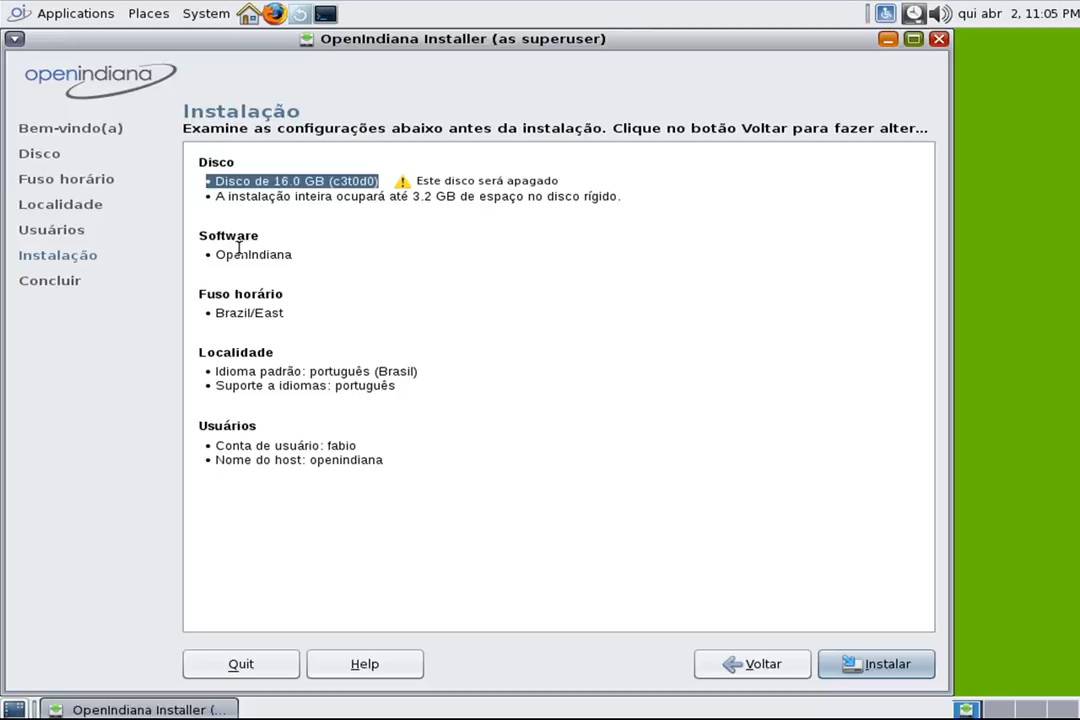 Applications Places System qui abr 2, 11:05 PM
OpenIndiana Installer (as superuser)
openindiana
Bem-vindo(a)
Disco
Fuso horário
Localidade
Usuários
Instalação
Concluir
Instalação
Examine as configurações abaixo antes da instalação. Clique no botão Voltar para fazer alter...
Disco
• Disco de 16.0 GB (c3t0d0) Este disco será apagado
• A instalação inteira ocupará até 3.2 GB de espaço no disco rígido.
Software
• OpenIndiana
Fuso horário
• Brazil/East
Localidade
• Idioma padrão: português (Brasil)
• Suporte a idiomas: português
Usuários
• Conta de usuário: fabio
• Nome do host: openindiana
Quit Help Voltar Instalar
OpenIndiana Installer (...